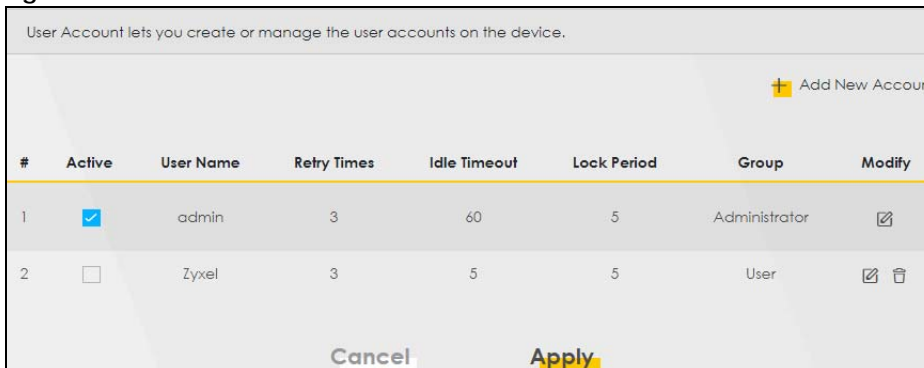 User Account lets you create or manage the user accounts on the device.
+ Add New Accou
# Active User Name Retry Times Idle Timeout Lock Period Group Modify
1 admin 3 60 5 Administrator
2 Zyxel 3 5 5 User
Cancel Apply